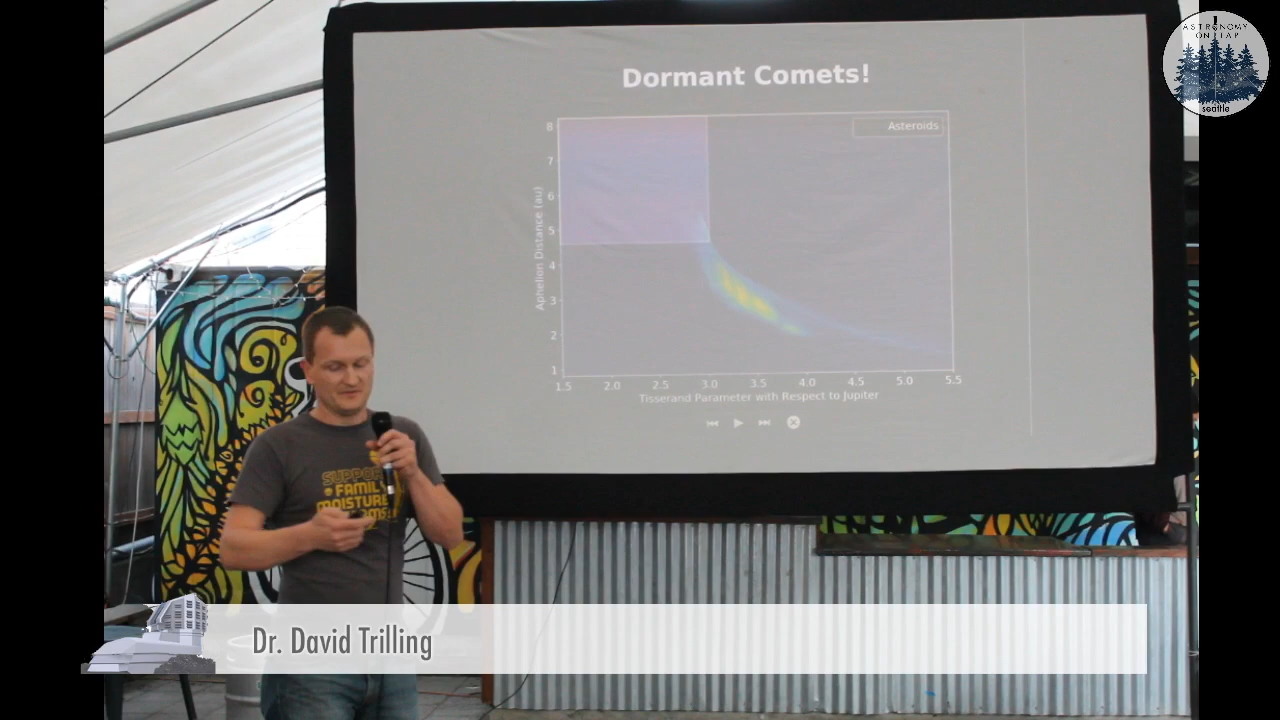 Dormant Comets!
Asteroids
8
7
6
5
4
3
2
1
Aphelion Distance (au)
1.5 2.0 2.5 3.0 3.5 4.0 4.5 5.0 5.5
Tisserand Parameter with Respect to Jupiter
ASTRONOMY
ON TAP
seattle
SUPPORT
FAMILY
MOISTURE
FARMS
Dr. David Trilling